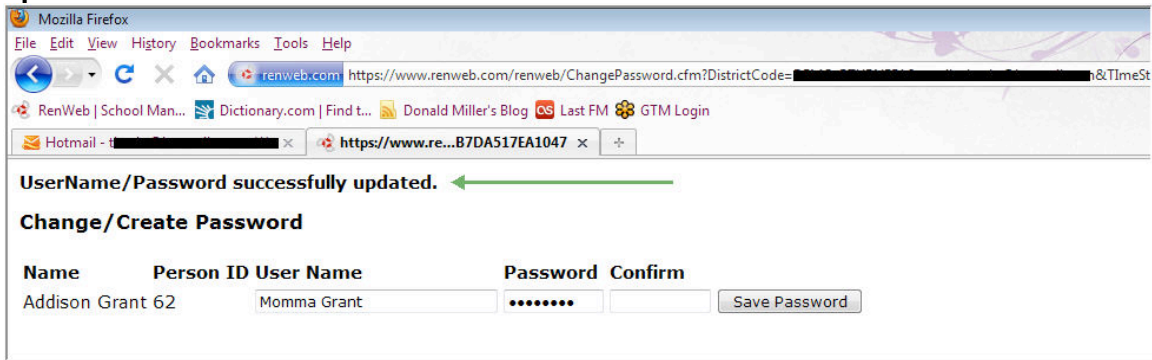 Mozilla Firefox
File Edit View History Bookmarks Tools Help
renweb.com https://www.renweb.com/renweb/ChangePassword.cfm?DistrictCode= n&TImeSt
RenWeb | School Man... Dictionary.com | Find t... Donald Miller's Blog Last FM GTM Login
Hotmail - t https://www.re...B7DA517EA1047
UserName/Password successfully updated.
Change/Create Password
Name Person ID User Name Password Confirm
Addison Grant 62 Momma Grant •••••••• Save Password